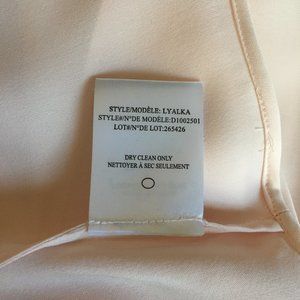 STYLE/MODÈLE: LYALKA
STYLE#/N°DE MODÈLE:D1002501
LOT#/N°DE LOT:265426
DRY CLEAN ONLY
NETTOYER À SEC SEULEMENT